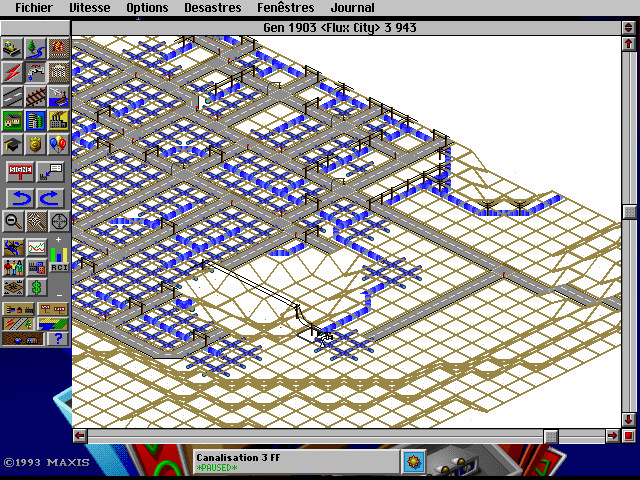 Fichier Vitesse Options Desastres Fenêstres Journal
Gen 1903 <Flux City> 3 943
SIGNE
+
RCI
−
?
Canalisation 3 FF
*PAUSED*
©1993 MAXIS